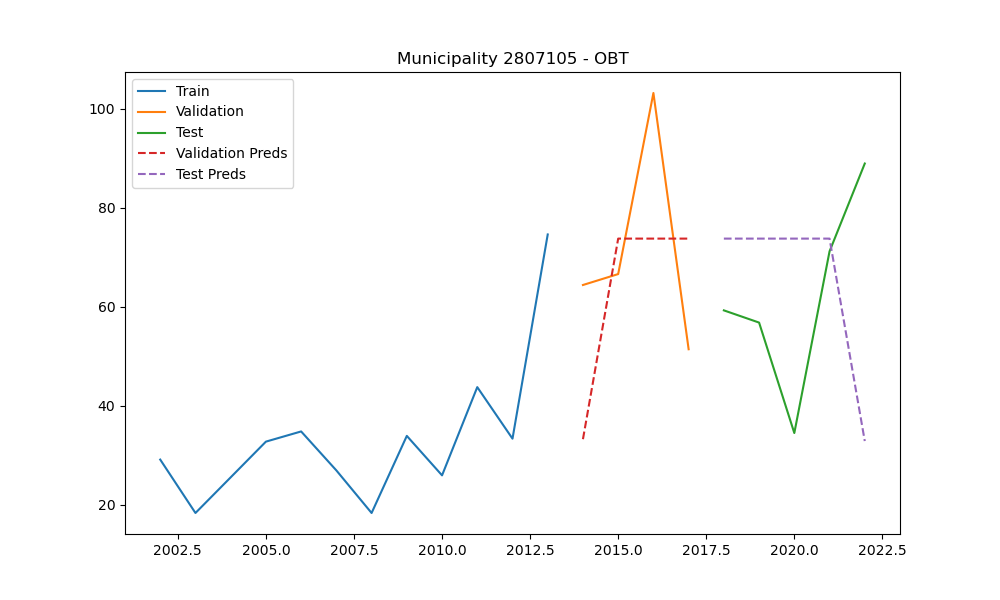 Municipality 2807105 - OBT
Train
Validation
Test
Validation Preds
Test Preds
100
80
60
40
20
2002.5 2005.0 2007.5 2010.0 2012.5 2015.0 2017.5 2020.0 2022.5